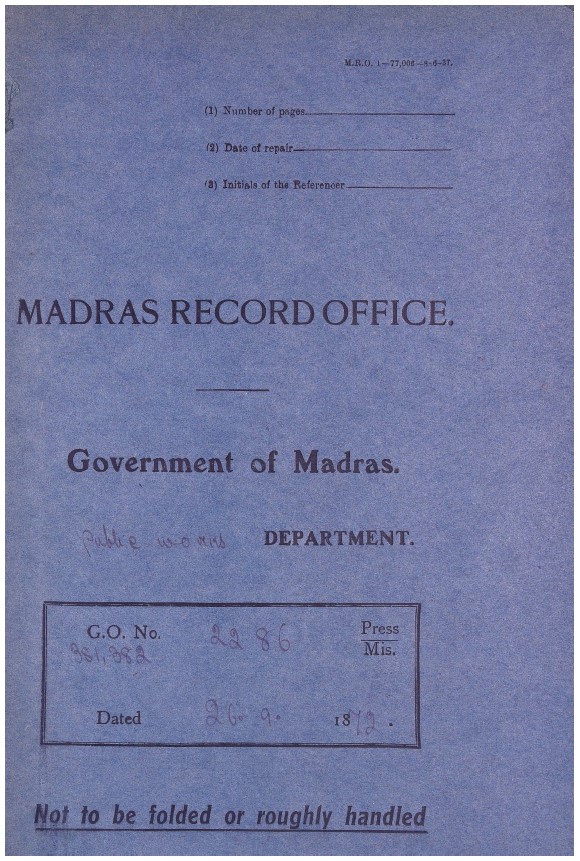 M.R.O. 1—77,006—8-6-37.
(1) Number of pages
(2) Date of repair
(3) Initials of the Referencer
MADRAS RECORD OFFICE.
Government of Madras.
public works DEPARTMENT.
G.O. No. 2286 Press
381,382 Mis.
Dated 26. 9. 1872.
Not to be folded or roughly handled